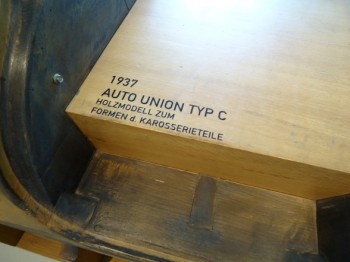 1937
AUTO UNION TYP C
HOLZMODELL ZUM
FORMEN d. KAROSSERIETEILE